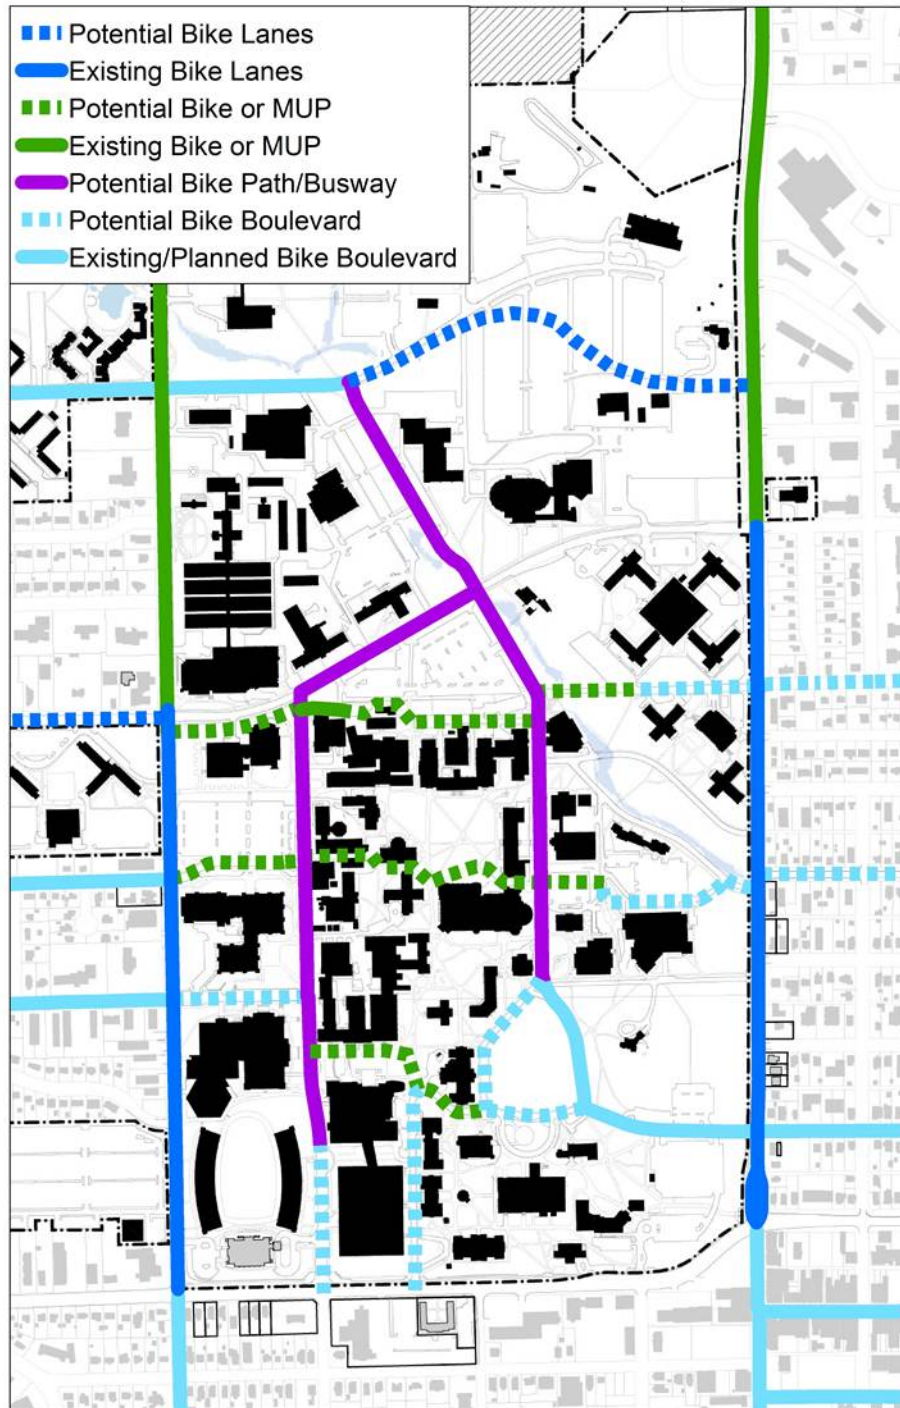 Potential Bike Lanes
Existing Bike Lanes
Potential Bike or MUP
Existing Bike or MUP
Potential Bike Path/Busway
Potential Bike Boulevard
Existing/Planned Bike Boulevard